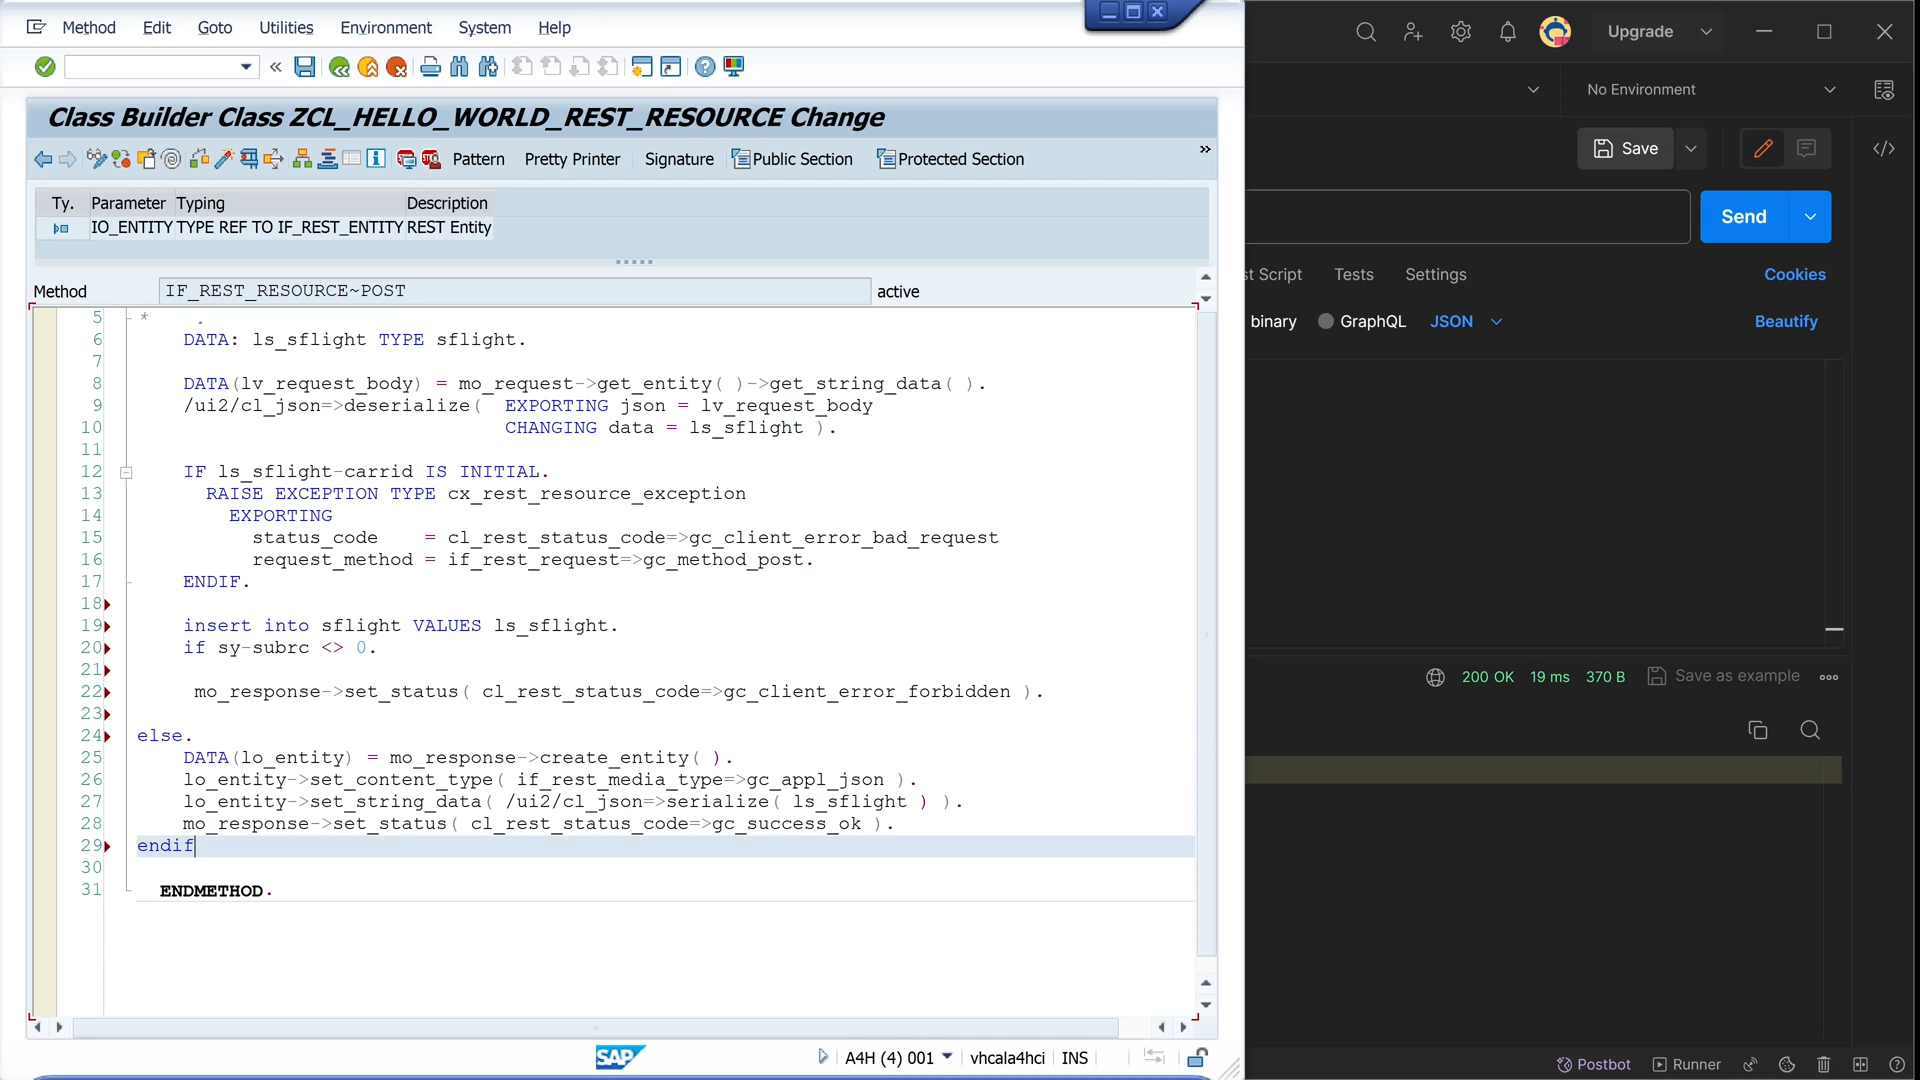 Method Edit Goto Utilities Environment System Help
Class Builder Class ZCL_HELLO_WORLD_REST_RESOURCE Change
Pattern Pretty Printer Signature Public Section Protected Section
Ty. Parameter Typing Description
IO_ENTITY TYPE REF TO IF_REST_ENTITY REST Entity
Method IF_REST_RESOURCE~POST active
5 * .
6 DATA: ls_sflight TYPE sflight.
7
8 DATA(lv_request_body) = mo_request->get_entity( )->get_string_data( ).
9 /ui2/cl_json=>deserialize( EXPORTING json = lv_request_body
10 CHANGING data = ls_sflight ).
11
12 IF ls_sflight-carrid IS INITIAL.
13 RAISE EXCEPTION TYPE cx_rest_resource_exception
14 EXPORTING
15 status_code = cl_rest_status_code=>gc_client_error_bad_request
16 request_method = if_rest_request=>gc_method_post.
17 ENDIF.
18
19 insert into sflight VALUES ls_sflight.
20 if sy-subrc <> 0.
21
22 mo_response->set_status( cl_rest_status_code=>gc_client_error_forbidden ).
23
24 else.
25 DATA(lo_entity) = mo_response->create_entity( ).
26 lo_entity->set_content_type( if_rest_media_type=>gc_appl_json ).
27 lo_entity->set_string_data( /ui2/cl_json=>serialize( ls_sflight ) ).
28 mo_response->set_status( cl_rest_status_code=>gc_success_ok ).
29 endif
30
31 ENDMETHOD.
SAP A4H (4) 001 vhcala4hci INS
Upgrade
No Environment
Save
Send
t Script Tests Settings Cookies
binary GraphQL JSON Beautify
200 OK 19 ms 370 B Save as example
Postbot Runner